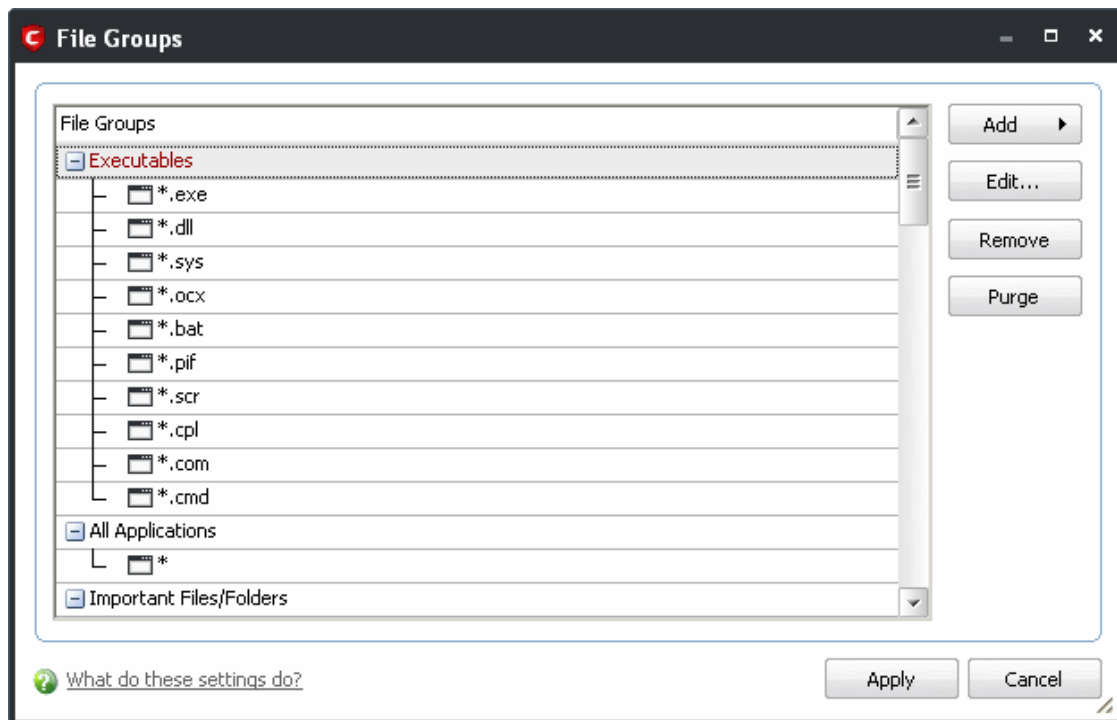 File Groups
File Groups
Executables
*.exe
*.dll
*.sys
*.ocx
*.bat
*.pif
*.scr
*.cpl
*.com
*.cmd
All Applications
*
Important Files/Folders
Add
Edit...
Remove
Purge
What do these settings do?
Apply
Cancel